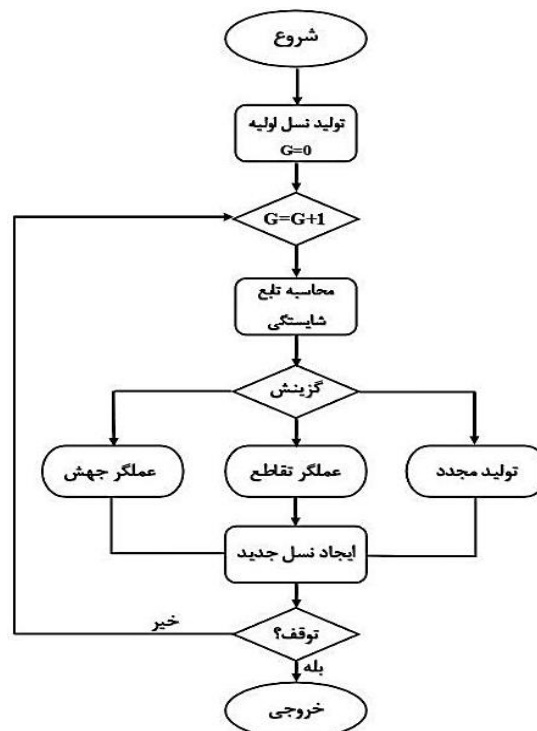 شروع
تولید نسل اولیه
G=0
G=G+1
محاسبه تابع
شایستگی
گزینش
تولید مجدد
عملگر تقاطع
عملگر جهش
ایجاد نسل جدید
توقف؟
خیر
بله
خروجی